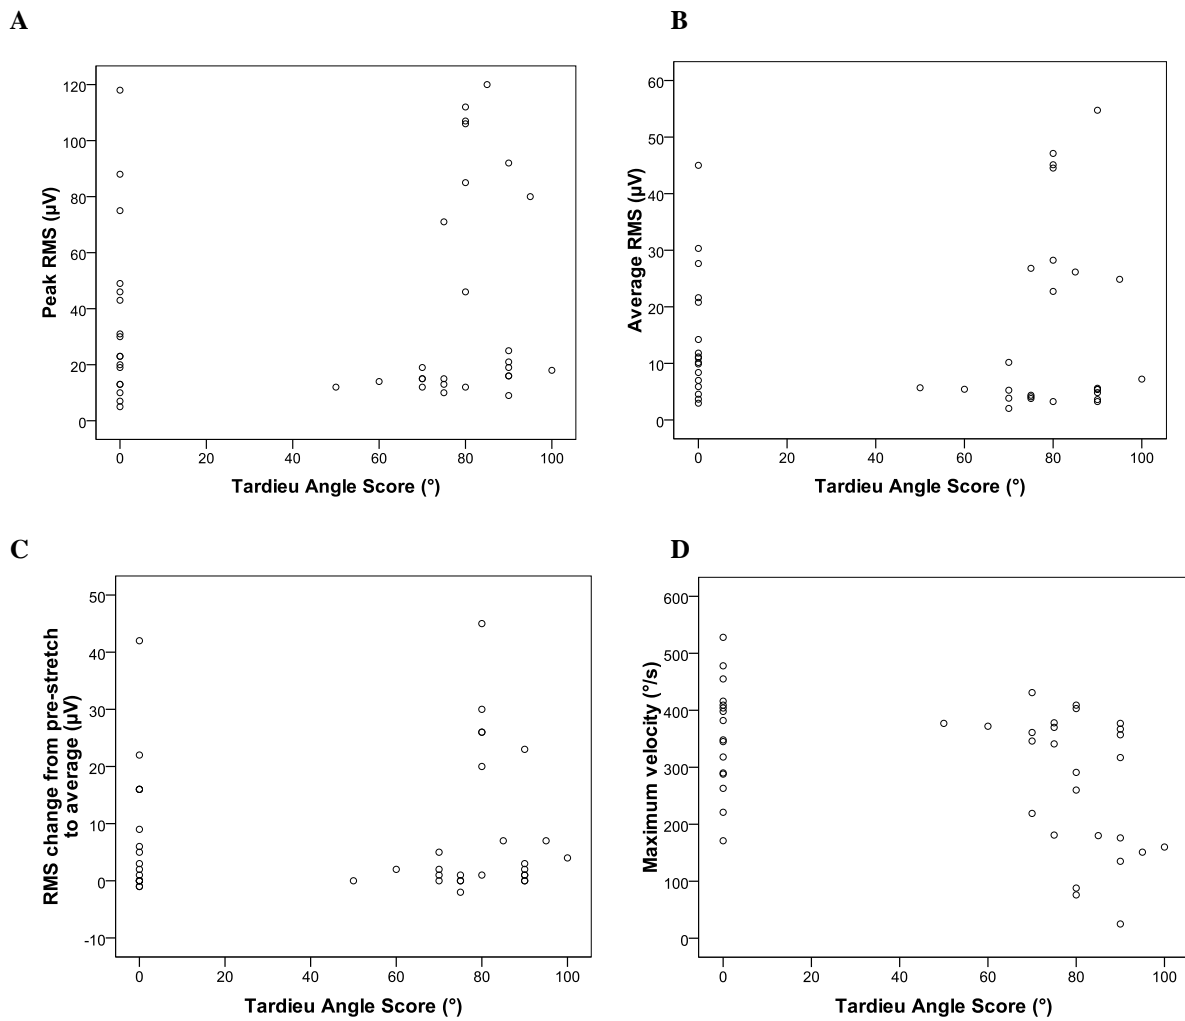 A
B
120
100
80
60
40
20
0
Peak RMS (µV)
0 20 40 60 80 100
Tardieu Angle Score (°)
60
50
40
30
20
10
0
Average RMS (µV)
0 20 40 60 80 100
Tardieu Angle Score (°)
C
D
50
40
30
20
10
0
-10
RMS change from pre-stretch
to average (µV)
0 20 40 60 80 100
Tardieu Angle Score (°)
600
500
400
300
200
100
0
Maximum velocity (°/s)
0 20 40 60 80 100
Tardieu Angle Score (°)